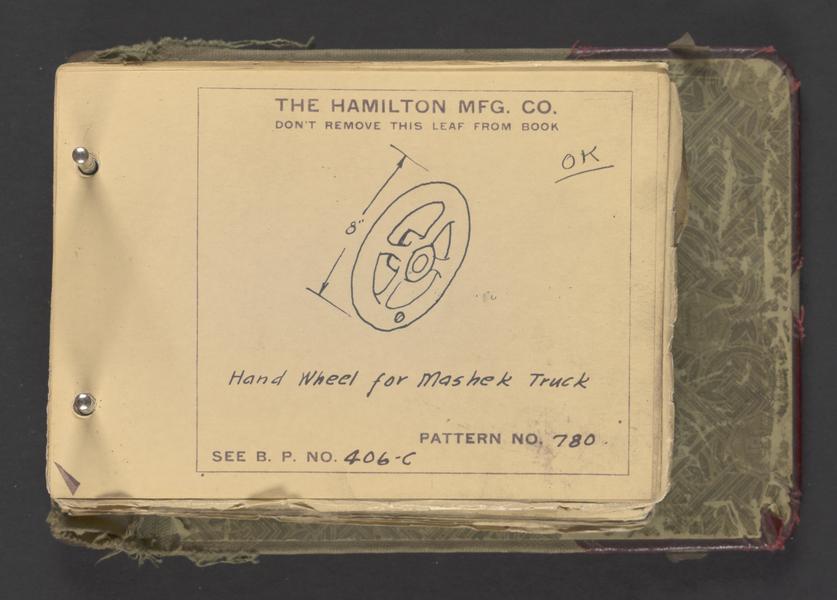 THE HAMILTON MFG. CO.
DON'T REMOVE THIS LEAF FROM BOOK
OK
8"
Hand Wheel for Mashek Truck
PATTERN NO. 780.
SEE B. P. NO. 406-C